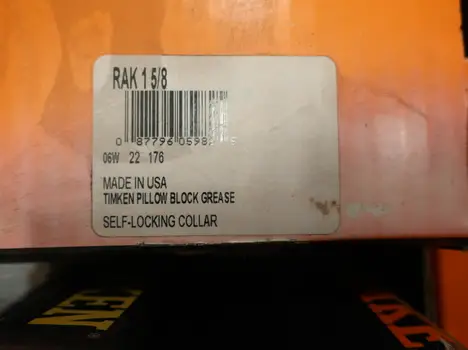 RAK 1 5/8
0 87796 0598
06W 22 176
MADE IN USA
TIMKEN PILLOW BLOCK GREASE
SELF-LOCKING COLLAR
KEN®